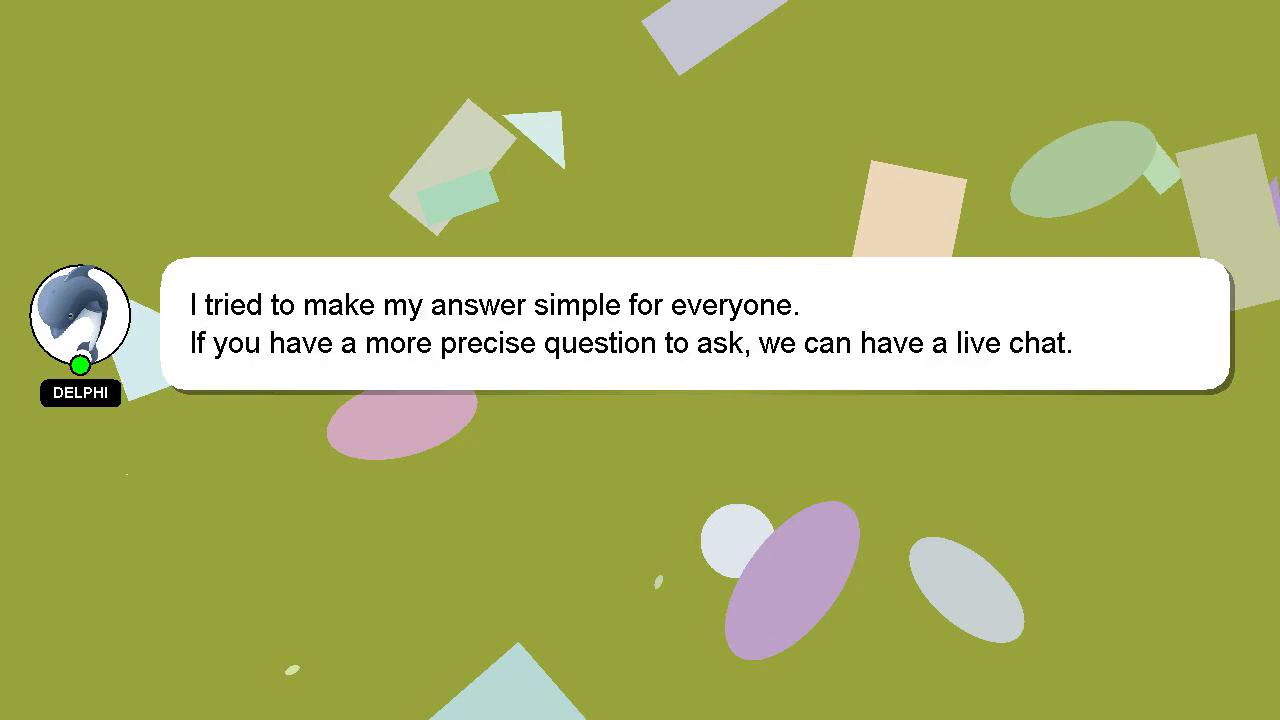 I tried to make my answer simple for everyone.
If you have a more precise question to ask, we can have a live chat.
DELPHI